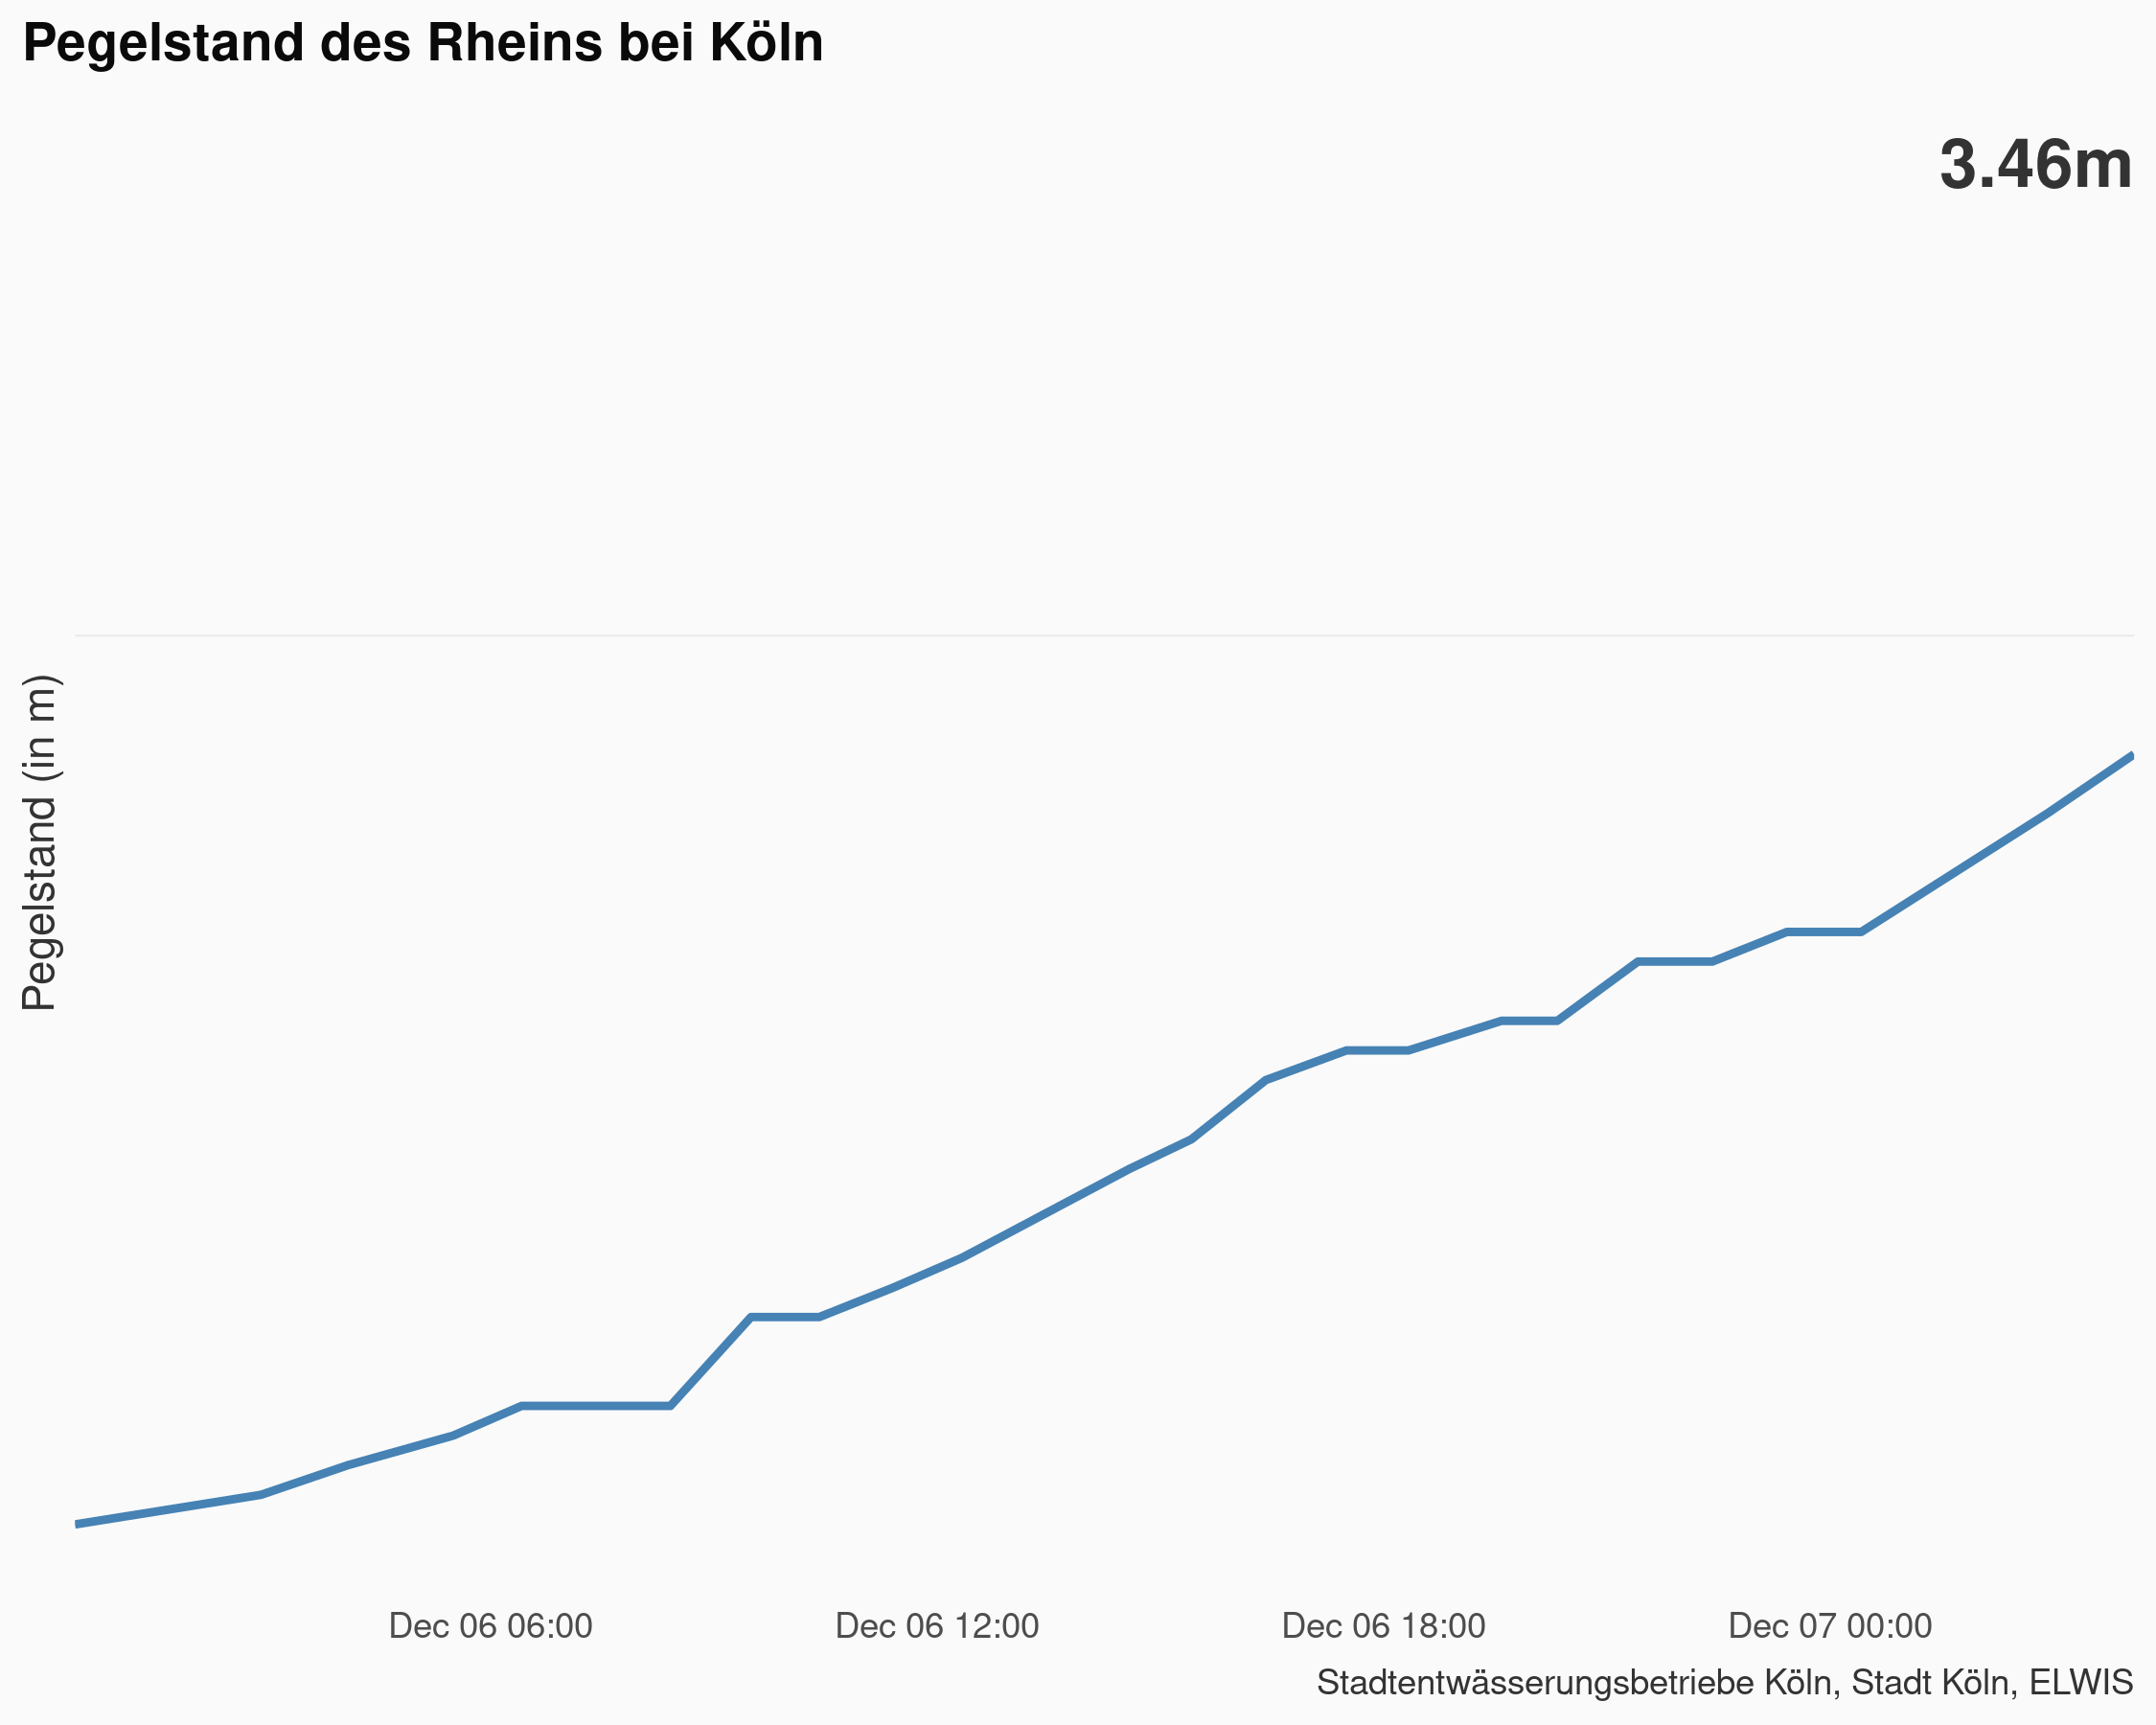 Pegelstand des Rheins bei Köln
3.46m
Pegelstand (in m)
Dec 06 06:00
Dec 06 12:00
Dec 06 18:00
Dec 07 00:00
Stadtentwässerungsbetriebe Köln, Stadt Köln, ELWIS